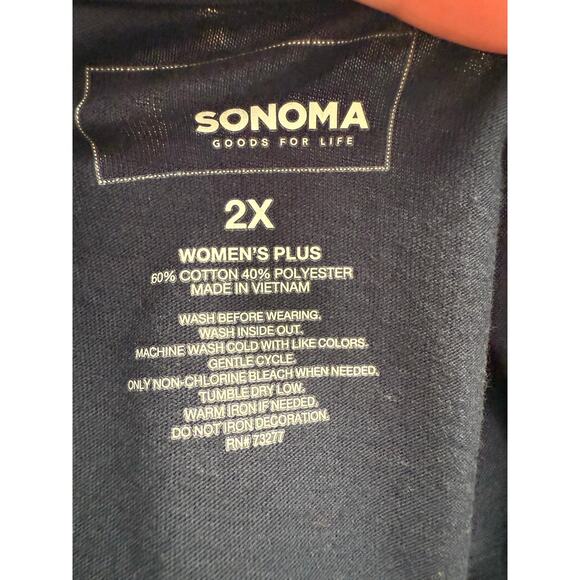 SONOMA
GOODS FOR LIFE
2X
WOMEN'S PLUS
60% COTTON 40% POLYESTER
MADE IN VIETNAM
WASH BEFORE WEARING.
WASH INSIDE OUT.
MACHINE WASH COLD WITH LIKE COLORS.
GENTLE CYCLE.
ONLY NON-CHLORINE BLEACH WHEN NEEDED.
TUMBLE DRY LOW.
WARM IRON IF NEEDED.
DO NOT IRON DECORATION.
RN# 73277